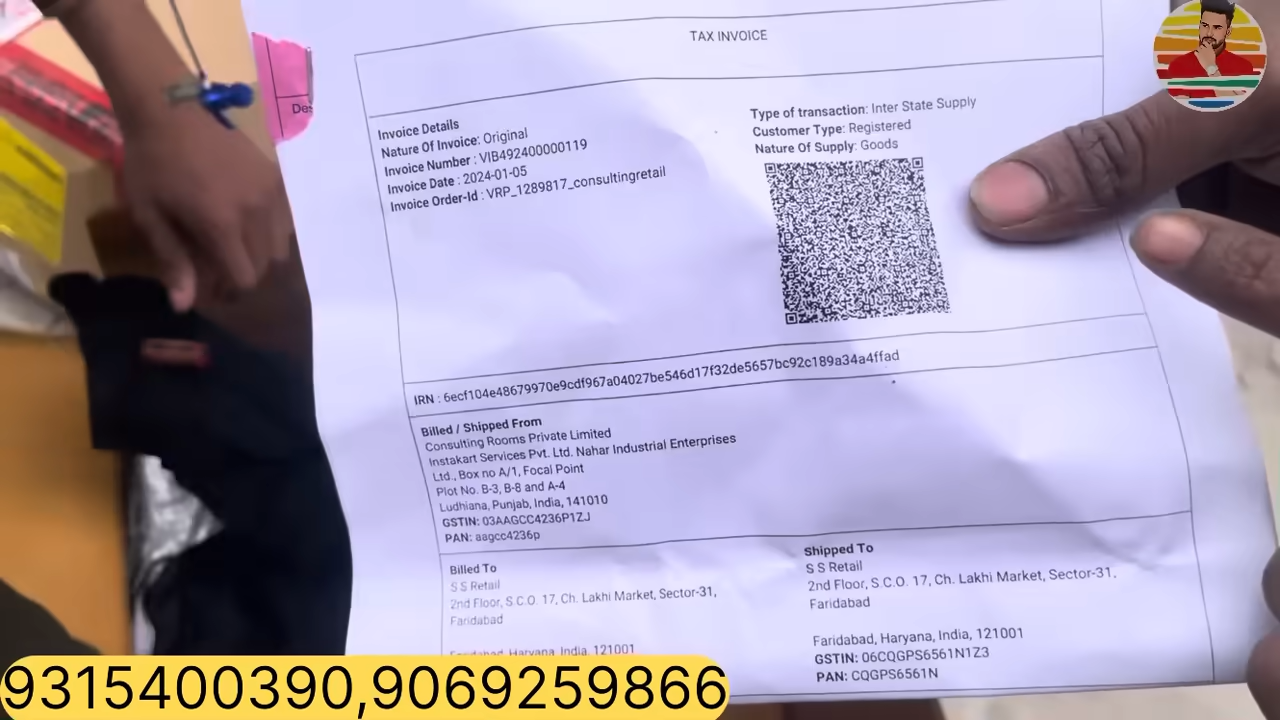 TAX INVOICE
Invoice Details
Nature Of Invoice: Original
Invoice Number : VIB492400000119
Invoice Date : 2024-01-05
Invoice Order-Id : VRP_1289817_consultingretail
Type of transaction: Inter State Supply
Customer Type: Registered
Nature Of Supply: Goods
IRN : 6ecf104e48679970e9cdf967a04027be546d17f32de5657bc92c189a34a4ffad
Billed / Shipped From
Consulting Rooms Private Limited
Instakart Services Pvt. Ltd. Nahar Industrial Enterprises
Ltd., Box no A/1, Focal Point
Plot No. B-3, B-8 and A-4
Ludhiana, Punjab, India, 141010
GSTIN: 03AAGCC4236P1ZJ
PAN: aagcc4236p
Billed To
S S Retail
2nd Floor, S.C.O. 17, Ch. Lakhi Market, Sector-31,
Faridabad
Faridabad, Haryana, India, 121001
Shipped To
S S Retail
2nd Floor, S.C.O. 17, Ch. Lakhi Market, Sector-31,
Faridabad
Faridabad, Haryana, India, 121001
GSTIN: 06CQGPS6561N1Z3
PAN: CQGPS6561N
9315400390,9069259866